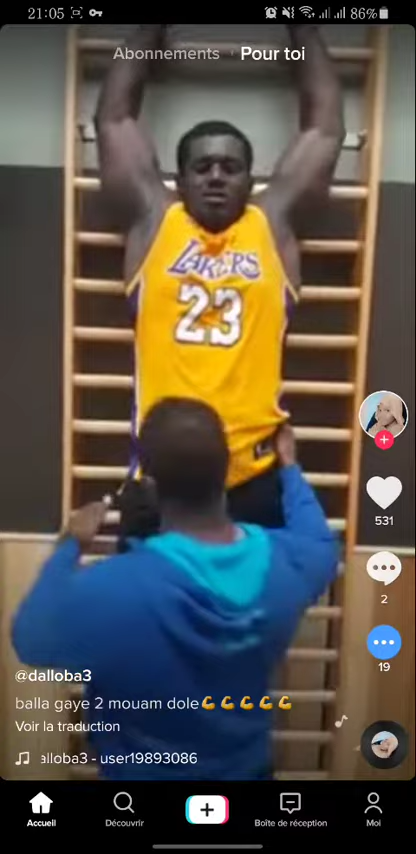 21:05
86%
Abonnements
Pour toi
LAKERS
23
531
2
19
@dalloba3
balla gaye 2 mouam dole💪💪💪💪💪
Voir la traduction
alloba3 - user19893086
Accueil
Découvrir
Boîte de réception
Moi